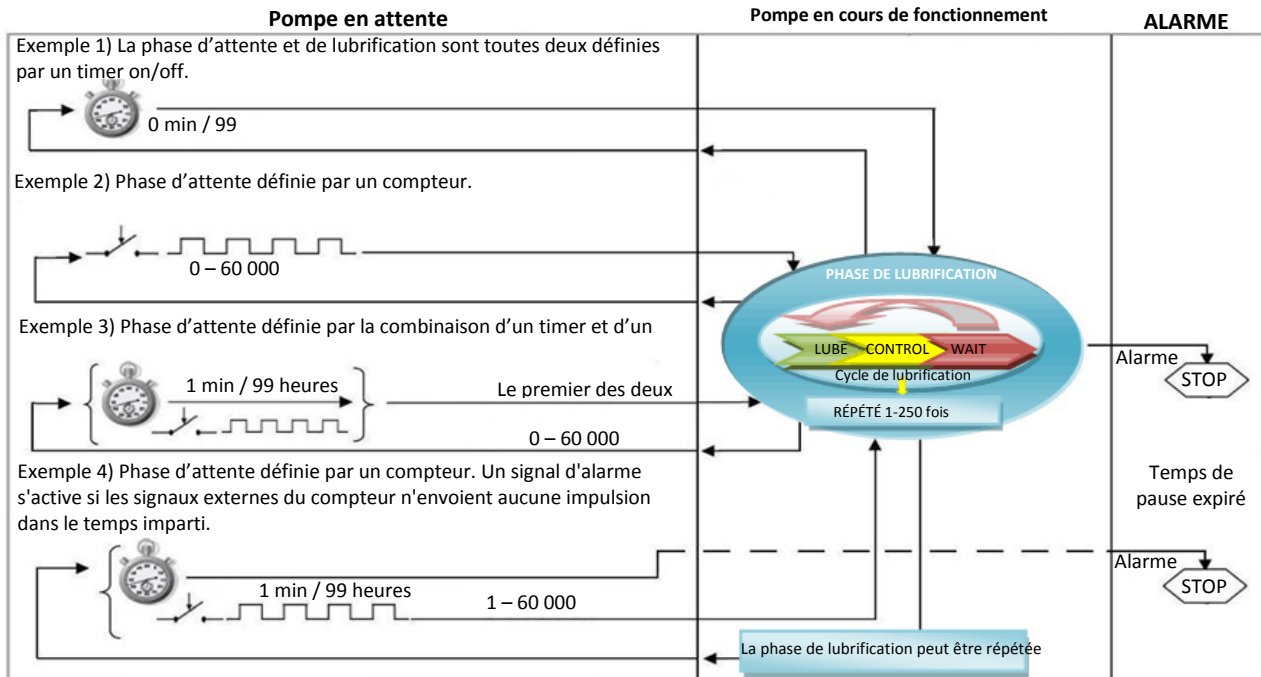 Pompe en attente
Pompe en cours de fonctionnement
ALARME
Exemple 1) La phase d'attente et de lubrification sont toutes deux définies
par un timer on/off.
0 min / 99
Exemple 2) Phase d'attente définie par un compteur.
0 – 60 000
PHASE DE LUBRIFICATION
LUBE CONTROL WAIT
Cycle de lubrification
RÉPÉTÉ 1-250 fois
Alarme
STOP
Exemple 3) Phase d'attente définie par la combinaison d'un timer et d'un
1 min / 99 heures
Le premier des deux
0 – 60 000
Exemple 4) Phase d'attente définie par un compteur. Un signal d'alarme
s'active si les signaux externes du compteur n'envoient aucune impulsion
dans le temps imparti.
Temps de
pause expiré
1 min / 99 heures
1 – 60 000
Alarme
STOP
La phase de lubrification peut être répétée